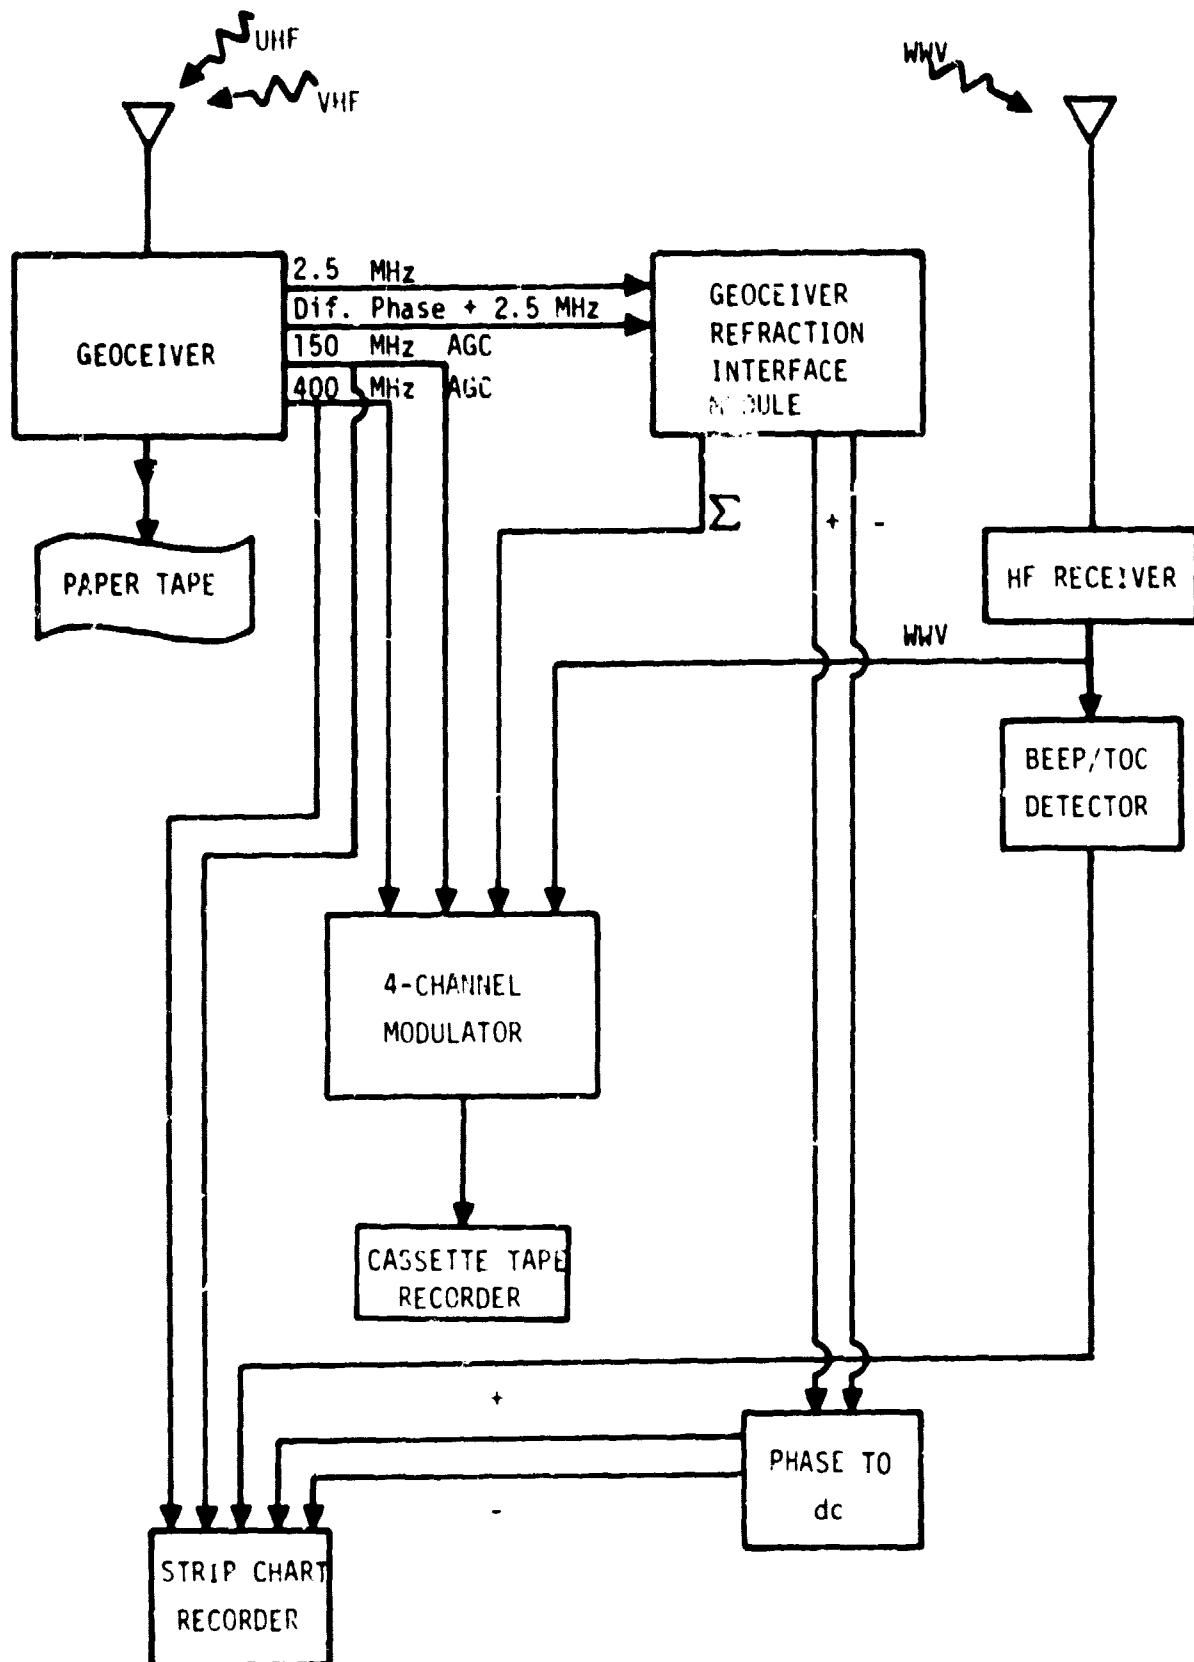 UHF
VHF
WWV
2.5 MHz
Dif. Phase + 2.5 MHz
150 MHz AGC
400 MHz AGC
GEOCEIVER
GEOCEIVER
REFRACTION
INTERFACE
MODULE
Σ
+ -
PAPER TAPE
HF RECEIVER
WWV
BEEP/TOC
DETECTOR
4-CHANNEL
MODULATOR
CASSETTE TAPE
RECORDER
+
PHASE TO
dc
-
STRIP CHART
RECORDER